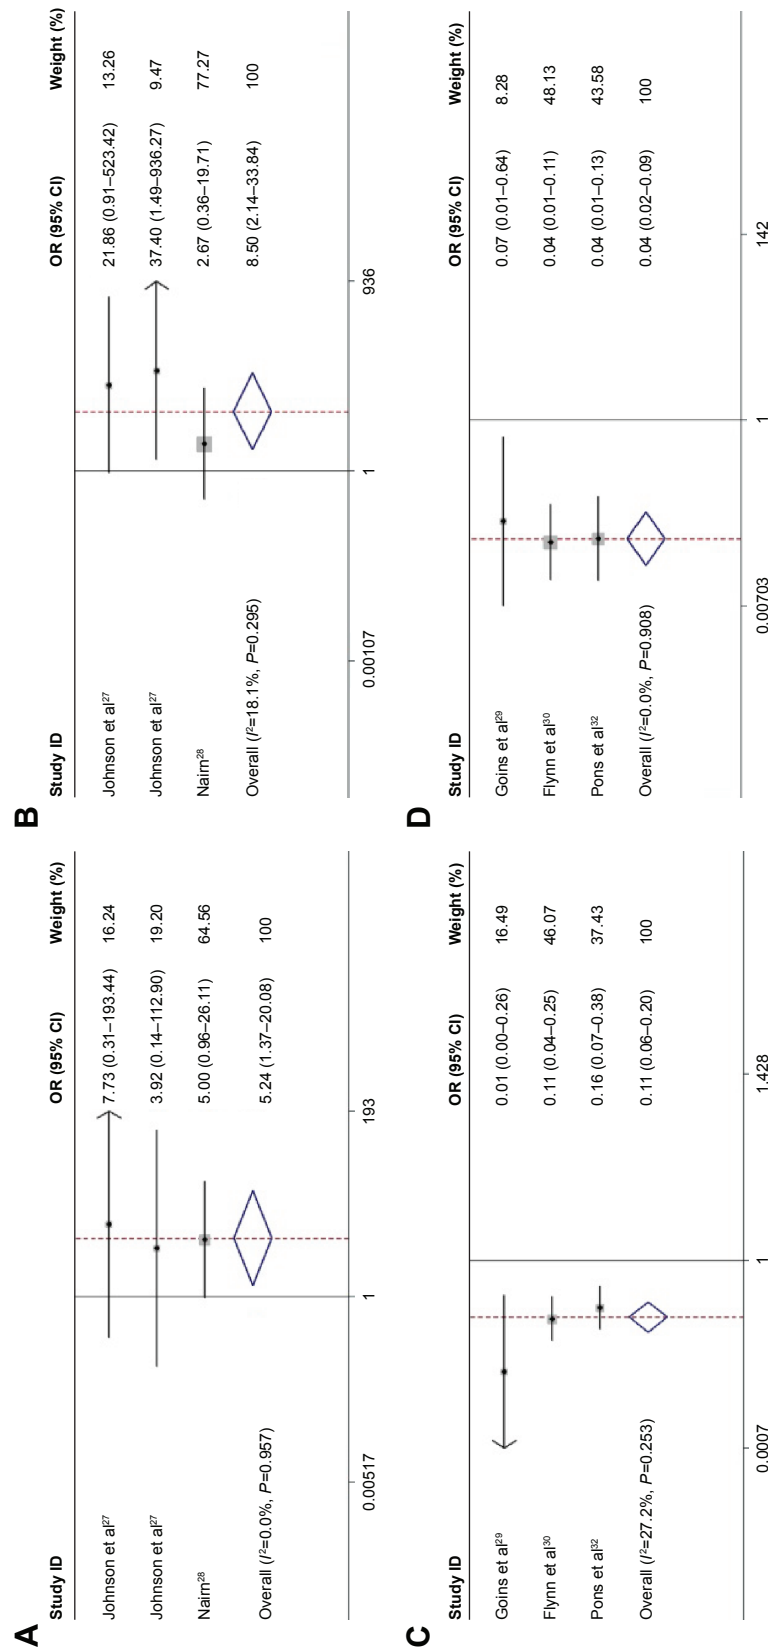 A
Study ID OR (95% CI) Weight (%)
Johnson et al27 7.73 (0.31–193.44) 16.24
Johnson et al27 3.92 (0.14–112.90) 19.20
Nairn28 5.00 (0.96–26.11) 64.56
Overall (I2=0.0%, P=0.957) 5.24 (1.37–20.08) 100
0.00517 1 193
B
Study ID OR (95% CI) Weight (%)
Johnson et al27 21.86 (0.91–523.42) 13.26
Johnson et al27 37.40 (1.49–936.27) 9.47
Nairn28 2.67 (0.36–19.71) 77.27
Overall (I2=18.1%, P=0.295) 8.50 (2.14–33.84) 100
0.00107 1 936
C
Study ID OR (95% CI) Weight (%)
Goins et al29 0.01 (0.00–0.26) 16.49
Flynn et al30 0.11 (0.04–0.25) 46.07
Pons et al32 0.16 (0.07–0.38) 37.43
Overall (I2=27.2%, P=0.253) 0.11 (0.06–0.20) 100
0.0007 1 1.428
D
Study ID OR (95% CI) Weight (%)
Goins et al29 0.07 (0.01–0.64) 8.28
Flynn et al30 0.04 (0.01–0.11) 48.13
Pons et al32 0.04 (0.01–0.13) 43.58
Overall (I2=0.0%, P=0.908) 0.04 (0.02–0.09) 100
0.00703 1 142